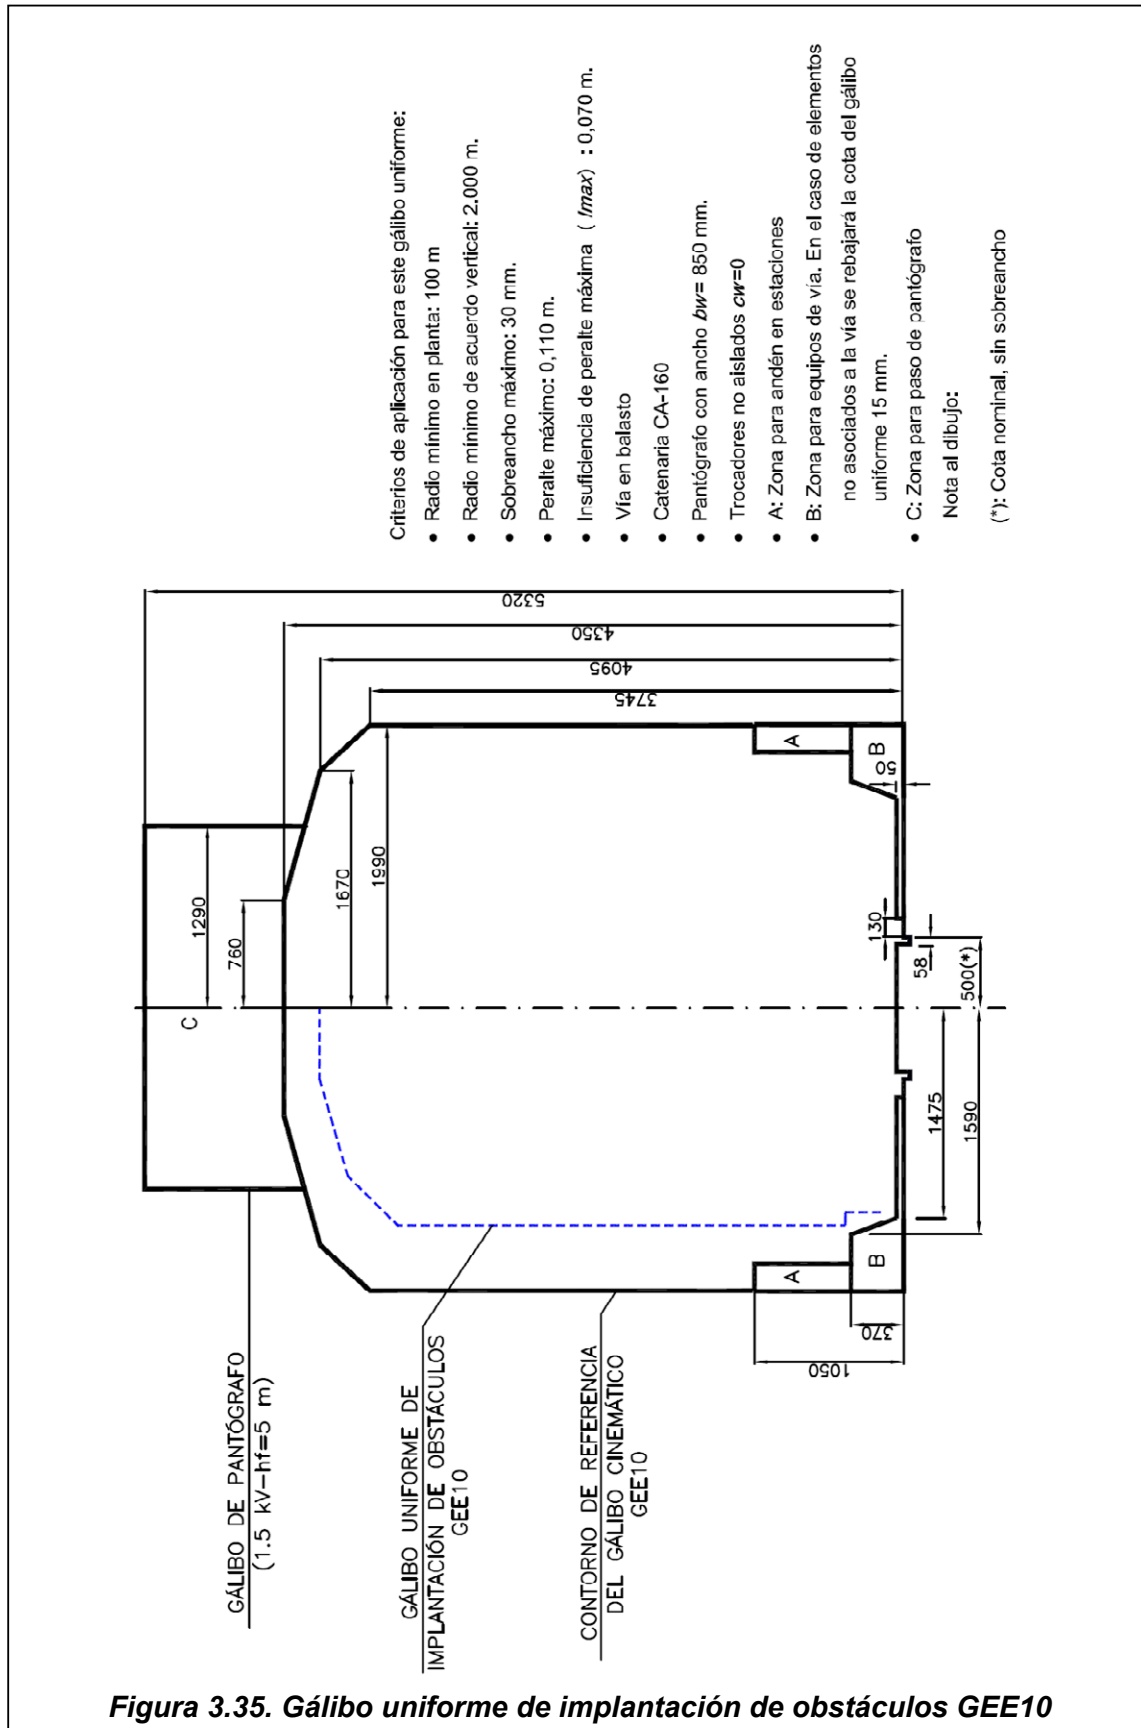 Criterios de aplicación para este gálibo uniforme:
• Radio mínimo en planta: 100 m
• Radio mínimo de acuerdo vertical: 2.000 m.
• Sobreancho máximo: 30 mm.
• Peralte máximo: 0,110 m.
• Insuficiencia de peralte máxima ( Imax) : 0,070 m.
• Vía en balasto
• Catenaria CA-160
• Pantógrafo con ancho bw= 850 mm.
• Trocadores no aislados cw=0
• A: Zona para andén en estaciones
• B: Zona para equipos de vía. En el caso de elementos
no asociados a la vía se rebajará la cota del gálibo
uniforme 15 mm.
• C: Zona para paso de pantógrafo
Nota al dibujo:
(*): Cota nominal, sin sobreancho
5320
4350
4095
3745
1290
760
1670
1990
C
A
B
50
130
58
500(*)
1475
1590
A
B
370
1050
GÁLIBO DE PANTÓGRAFO
(1.5 kV-hf=5 m)
GÁLIBO UNIFORME DE
IMPLANTACIÓN DE OBSTÁCULOS
GEE10
CONTORNO DE REFERENCIA
DEL GÁLIBO CINEMÁTICO
GEE10
Figura 3.35. Gálibo uniforme de implantación de obstáculos GEE10